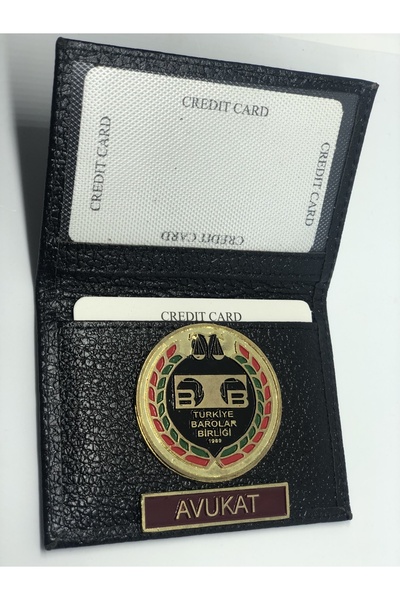 CREDIT CARD
CREDIT CARD
CREDIT CARD
CREDIT CARD
CREDIT CARD
B B
TÜRKİYE
BAROLAR
BİRLİĞİ
1969
AVUKAT